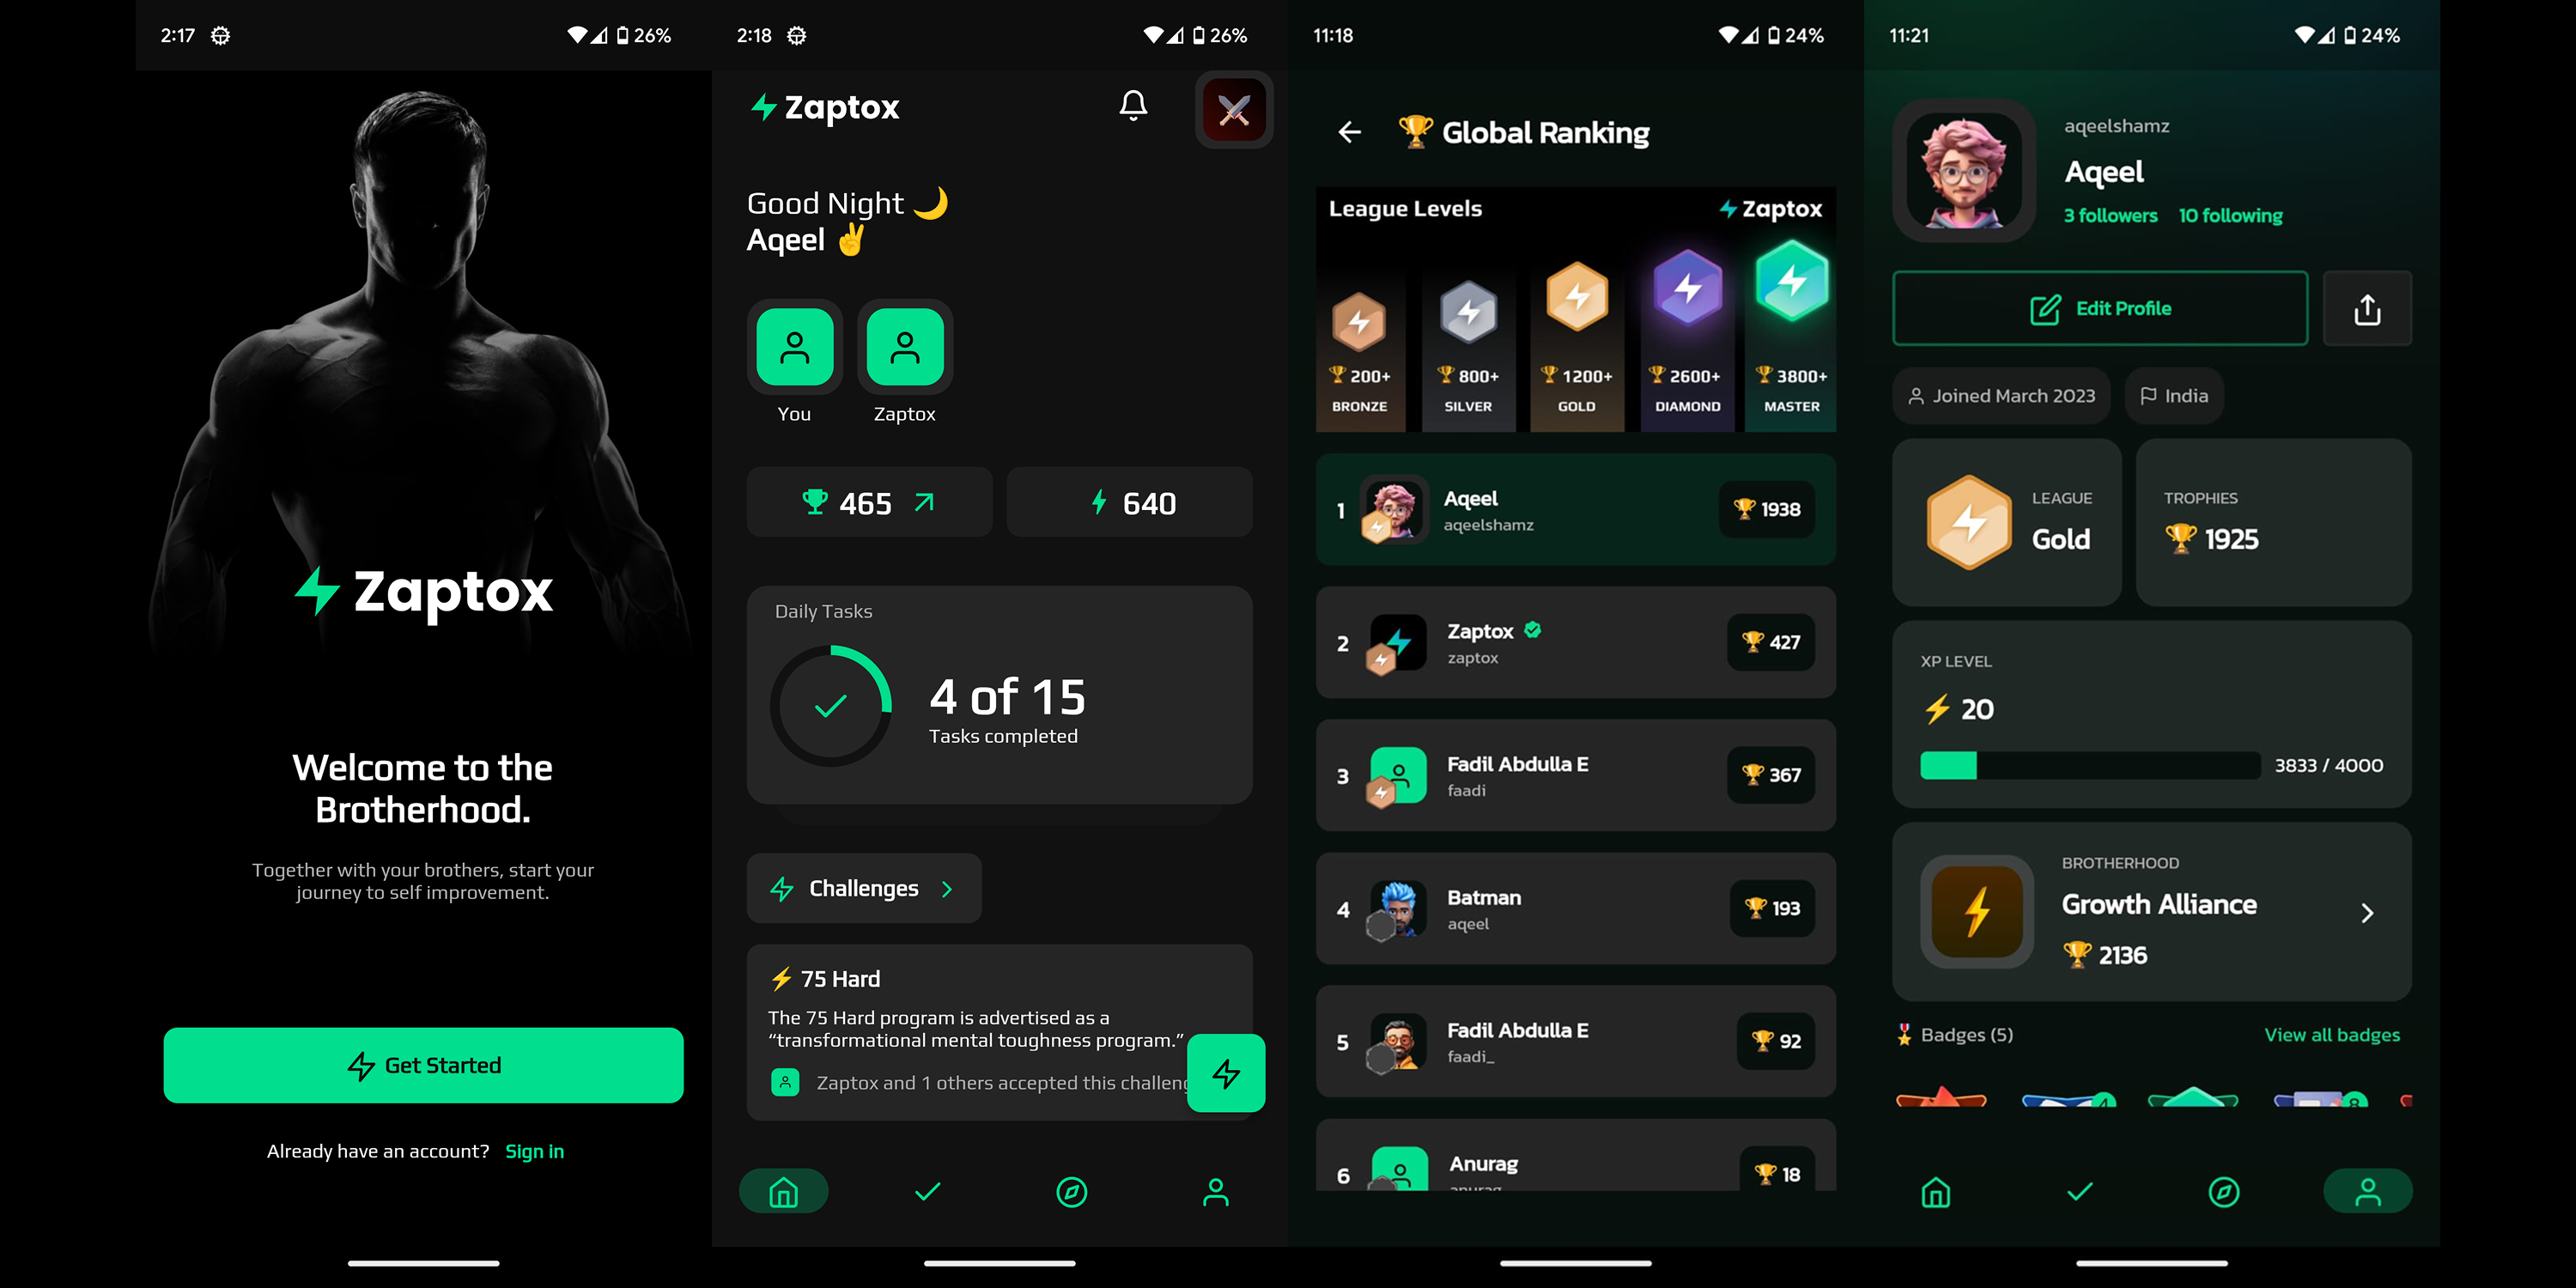 2:17
26%
Zaptox
Welcome to the
Brotherhood.
Together with your brothers, start your
journey to self improvement.
Get Started
Already have an account? Sign in
2:18
26%
Zaptox
Good Night 🌙
Aqeel ✌️
You
Zaptox
465
640
Daily Tasks
4 of 15
Tasks completed
Challenges
⚡ 75 Hard
The 75 Hard program is advertised as a
“transformational mental toughness program.”
Zaptox and 1 others accepted this challeng
11:18
24%
🏆 Global Ranking
League Levels
Zaptox
🏆 200+
BRONZE
🏆 800+
SILVER
🏆 1200+
GOLD
🏆 2600+
DIAMOND
🏆 3800+
MASTER
1
Aqeel
aqeelshamz
🏆 1938
2
Zaptox
zaptox
🏆 427
3
Fadil Abdulla E
faadi
🏆 367
4
Batman
aqeel
🏆 193
5
Fadil Abdulla E
faadi_
🏆 92
6
Anurag
🏆 18
11:21
24%
aqeelshamz
Aqeel
3 followers 10 following
Edit Profile
Joined March 2023
India
LEAGUE
Gold
TROPHIES
🏆 1925
XP LEVEL
⚡ 20
3833 / 4000
BROTHERHOOD
Growth Alliance
🏆 2136
🎖️ Badges (5)
View all badges